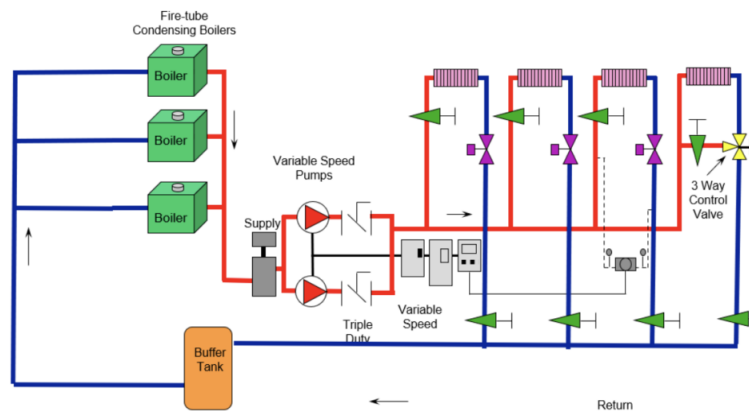 Fire-tube
Condensing Boilers
Boiler
Boiler
Boiler
Variable Speed
Pumps
Supply
3 Way
Control
Valve
Triple
Duty
Variable
Speed
Buffer
Tank
Return